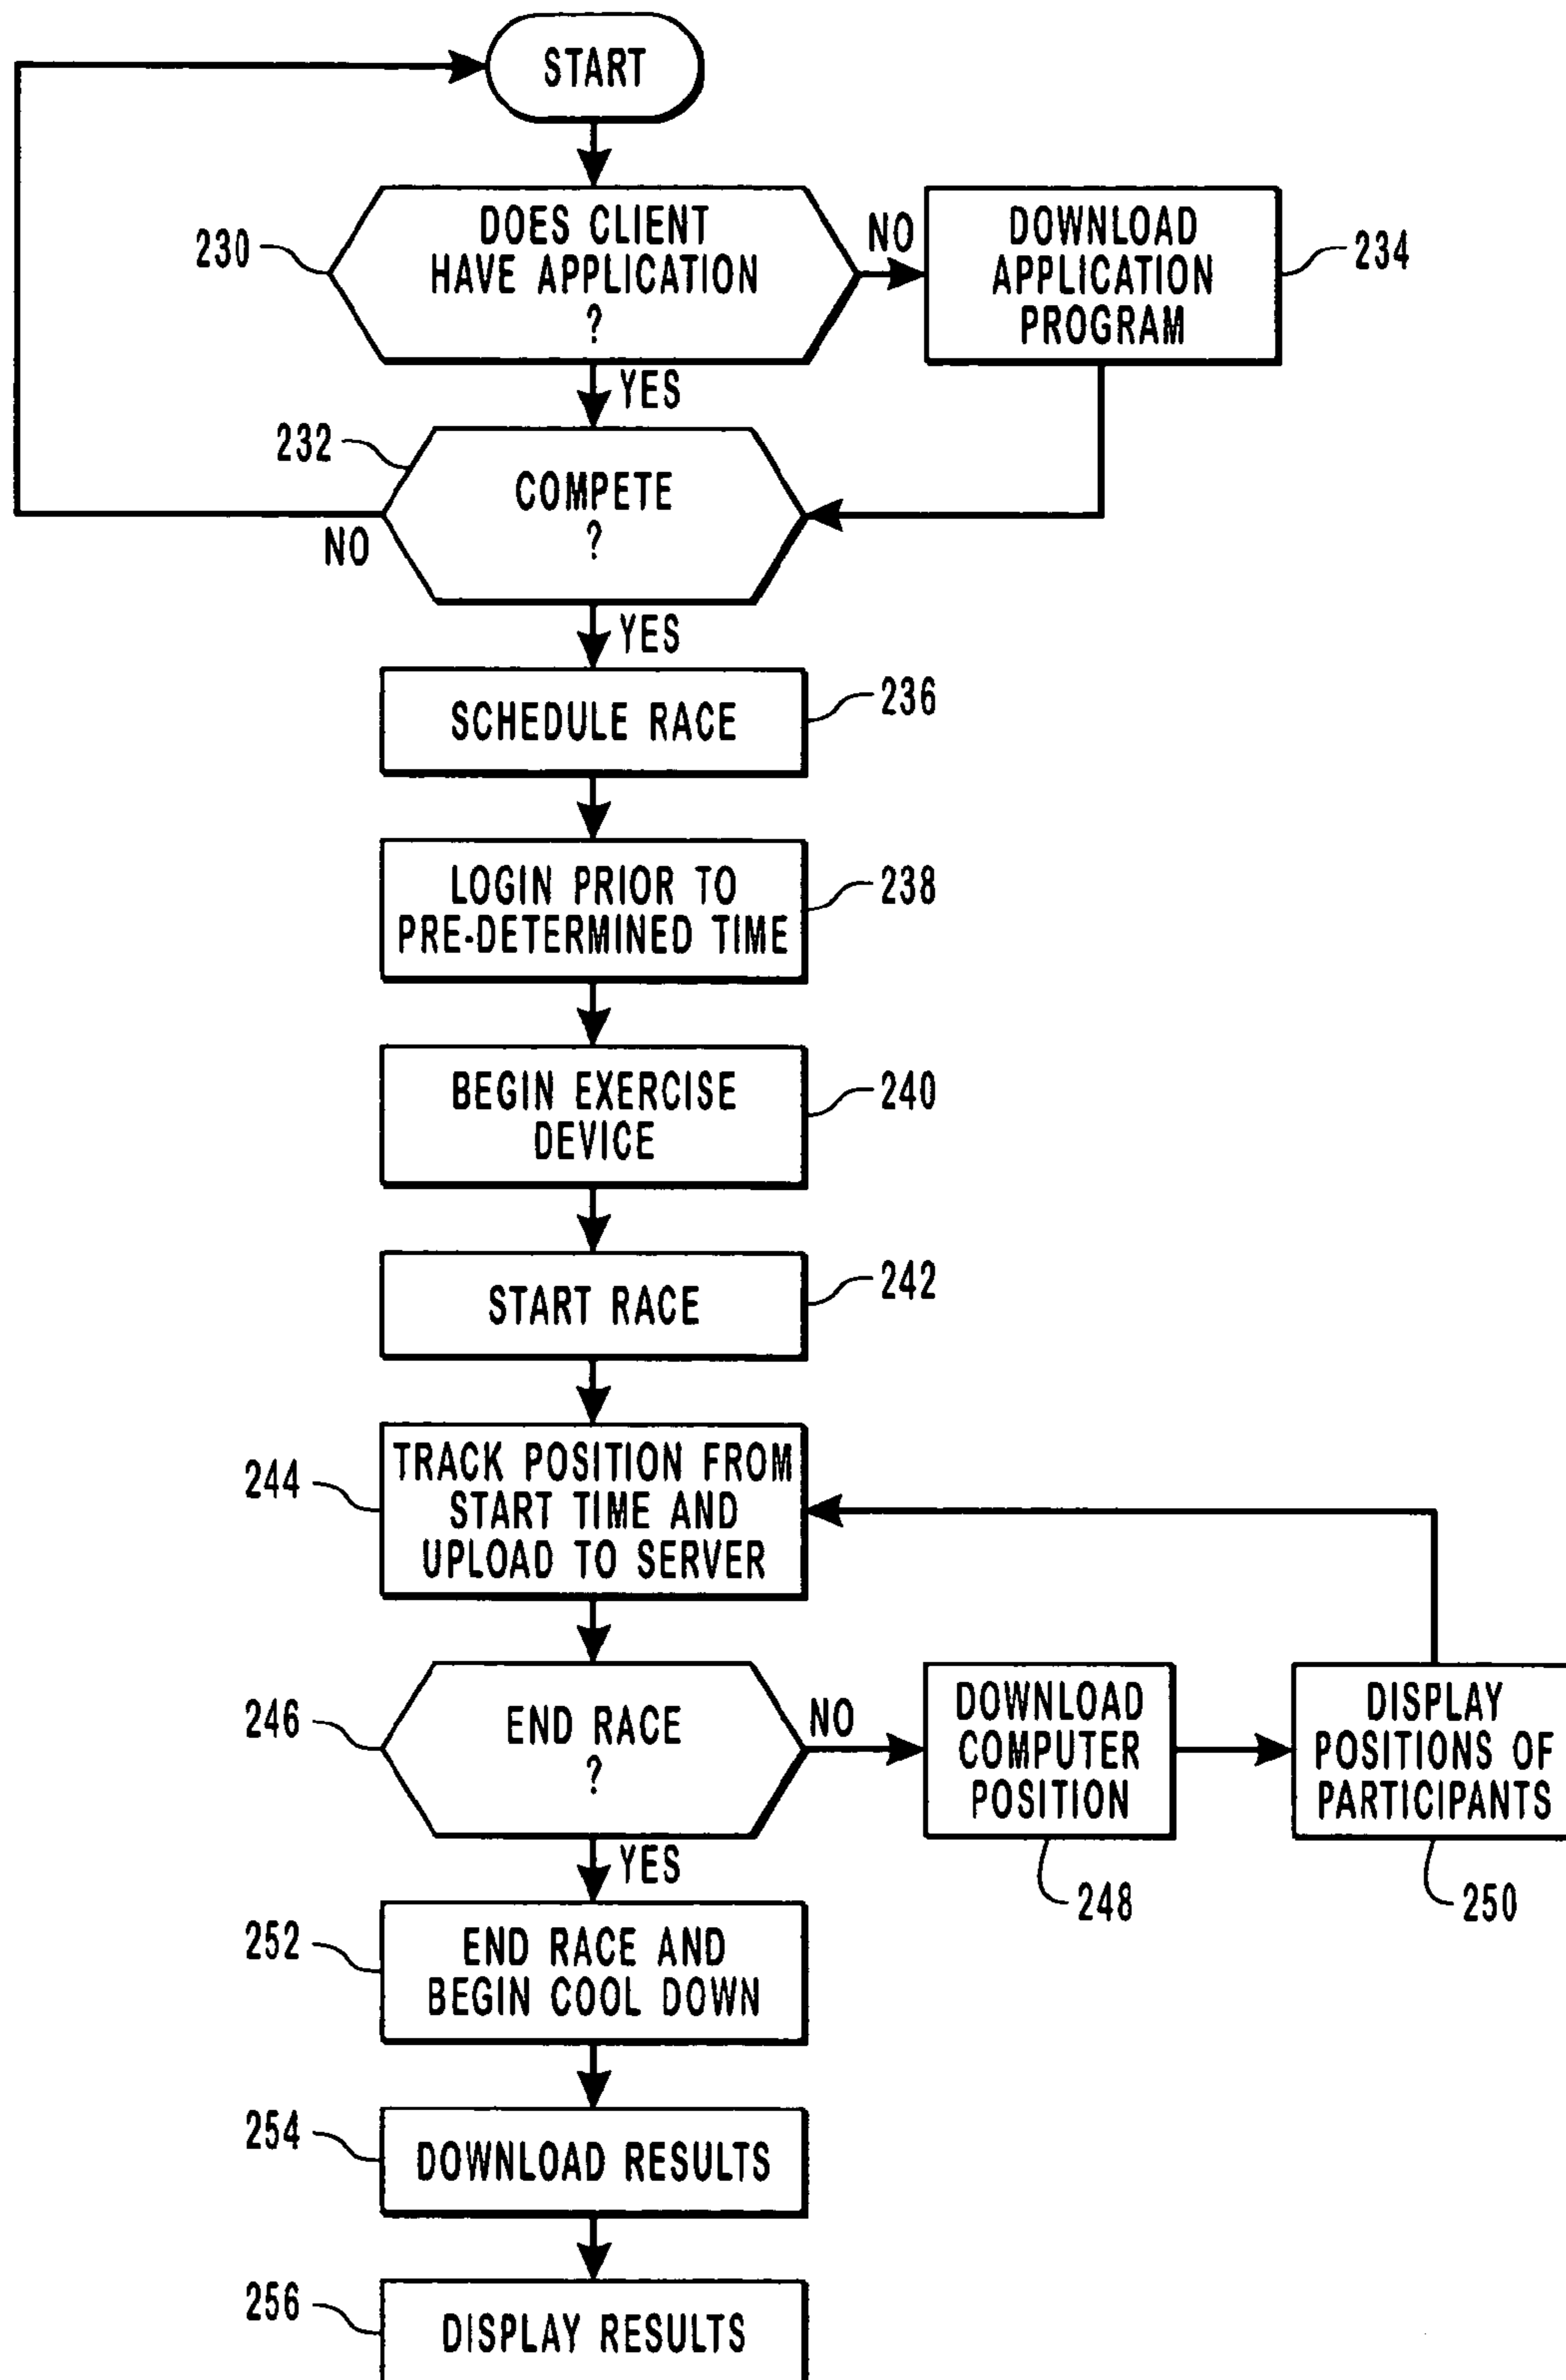 START
230
DOES CLIENT
HAVE APPLICATION
?
NO
DOWNLOAD
APPLICATION
PROGRAM
234
YES
232
COMPETE
?
NO
YES
SCHEDULE RACE
236
LOGIN PRIOR TO
PRE-DETERMINED TIME
238
BEGIN EXERCISE
DEVICE
240
START RACE
242
244
TRACK POSITION FROM
START TIME AND
UPLOAD TO SERVER
246
END RACE
?
NO
DOWNLOAD
COMPUTER
POSITION
248
DISPLAY
POSITIONS OF
PARTICIPANTS
250
YES
252
END RACE AND
BEGIN COOL DOWN
254
DOWNLOAD RESULTS
256
DISPLAY RESULTS